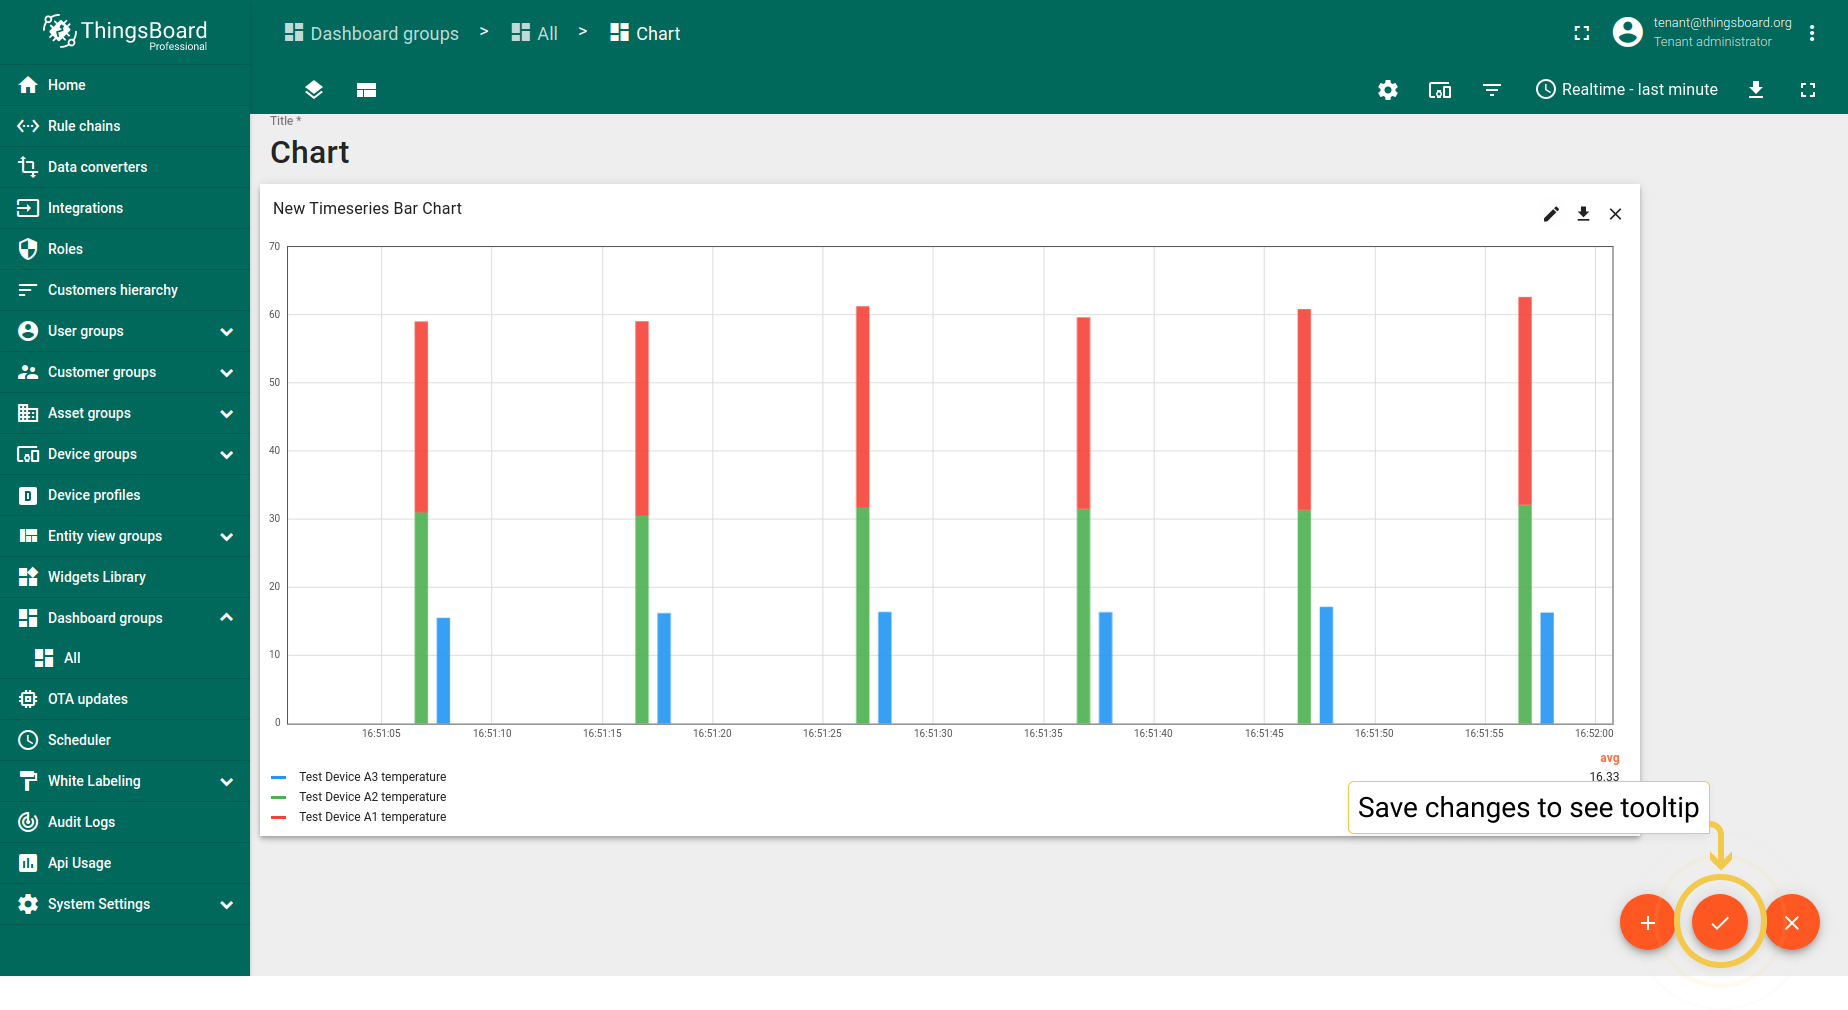 ThingsBoard
Professional
Dashboard groups > All > Chart
tenant@thingsboard.org
Tenant administrator
Realtime - last minute
Home
Rule chains
Data converters
Integrations
Roles
Customers hierarchy
User groups
Customer groups
Asset groups
Device groups
Device profiles
Entity view groups
Widgets Library
Dashboard groups
All
OTA updates
Scheduler
White Labeling
Audit Logs
Api Usage
System Settings
Title *
Chart
New Timeseries Bar Chart
70
60
50
40
30
20
10
0
16:51:05 16:51:10 16:51:15 16:51:20 16:51:25 16:51:30 16:51:35 16:51:40 16:51:45 16:51:50 16:51:55 16:52:00
avg
Test Device A3 temperature 16.33
Test Device A2 temperature
Test Device A1 temperature
Save changes to see tooltip